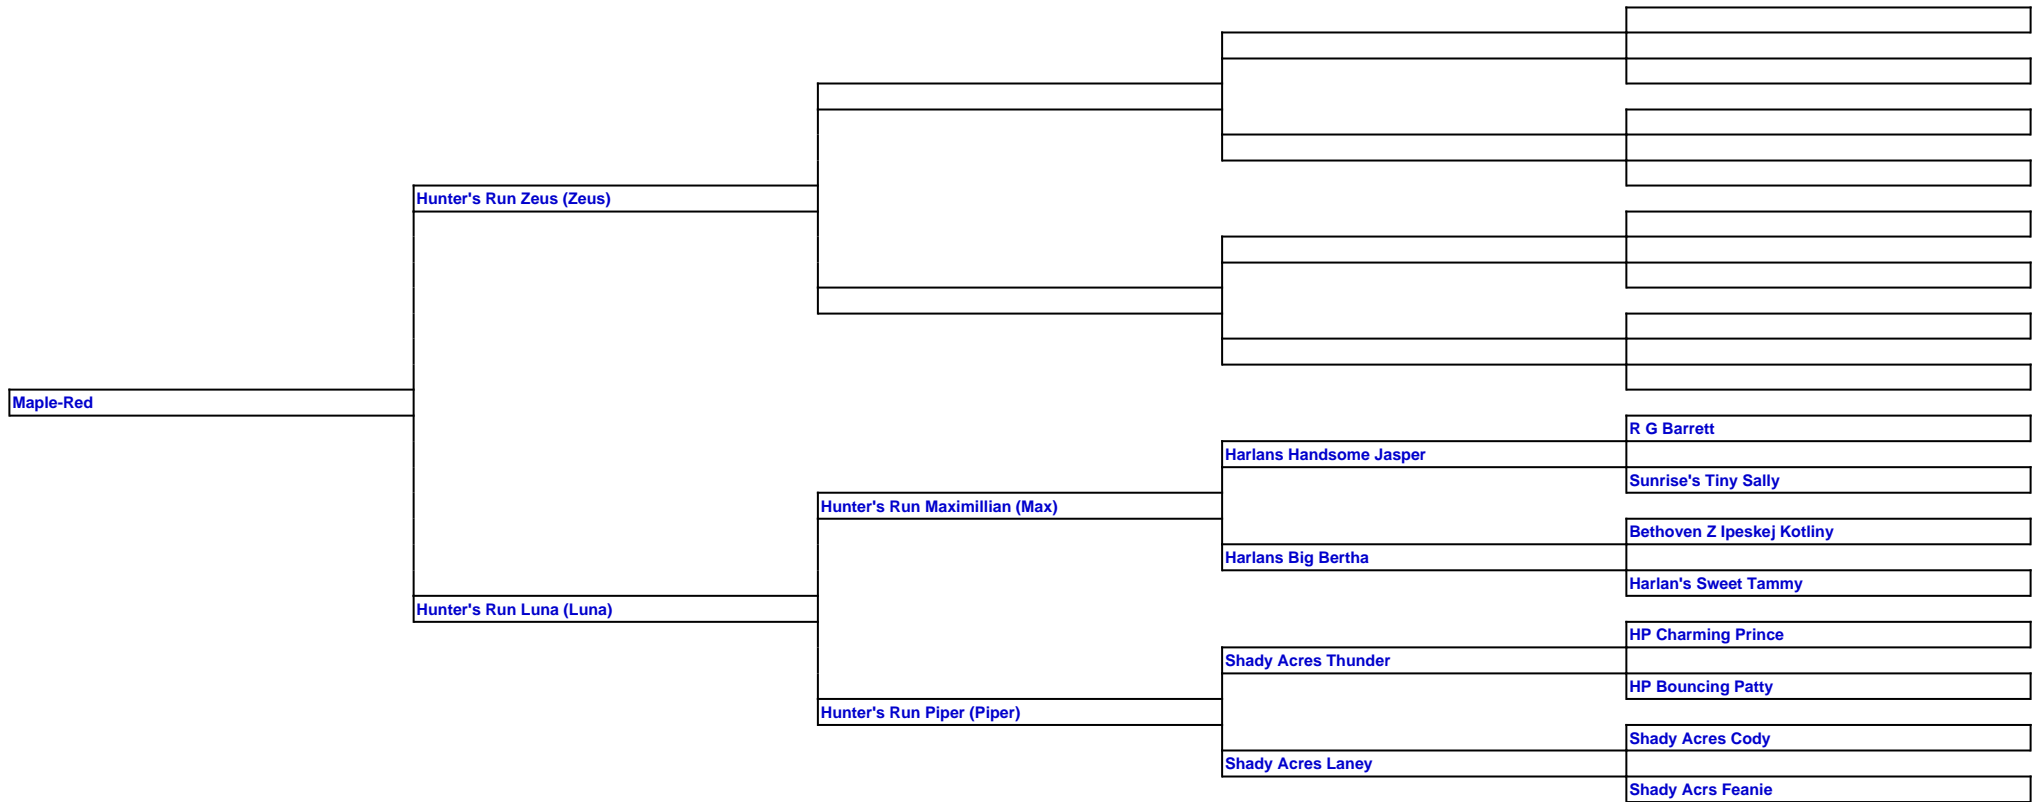 Hunter's Run Zeus (Zeus)
Maple-Red
R G Barrett
Harlans Handsome Jasper
Sunrise's Tiny Sally
Hunter's Run Maximillian (Max)
Bethoven Z Ipeskej Kotliny
Harlans Big Bertha
Harlan's Sweet Tammy
Hunter's Run Luna (Luna)
HP Charming Prince
Shady Acres Thunder
HP Bouncing Patty
Hunter's Run Piper (Piper)
Shady Acres Cody
Shady Acres Laney
Shady Acrs Feanie